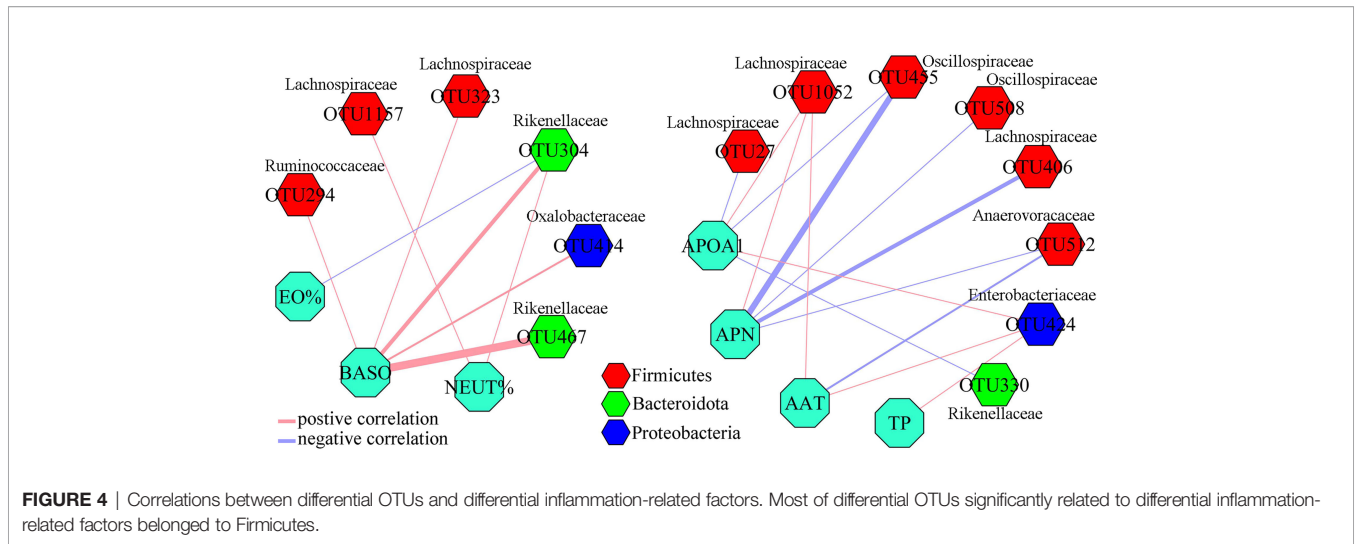 Lachnospiraceae
OTU323
Lachnospiraceae
OTU1157
Rikenellaceae
OTU304
Ruminococcaceae
OTU294
Oxalobacteraceae
OTU414
EO%
Rikenellaceae
OTU467
BASO
NEUT%
postive correlation
negative correlation
Firmicutes
Bacteroidota
Proteobacteria
Lachnospiraceae
OTU1052
Oscillospiraceae
OTU455
Oscillospiraceae
OTU508
Lachnospiraceae
OTU27
Lachnospiraceae
OTU406
Anaerovoracaceae
OTU512
APOA1
Enterobacteriaceae
OTU424
APN
OTU330
Rikenellaceae
AAT
TP
FIGURE 4 | Correlations between differential OTUs and differential inflammation-related factors. Most of differential OTUs significantly related to differential inflammation-
related factors belonged to Firmicutes.